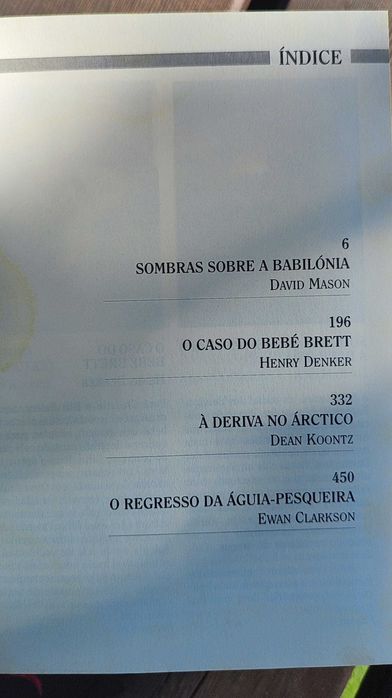 ÍNDICE
6
SOMBRAS SOBRE A BABILÓNIA
DAVID MASON
196
O CASO DO BEBÉ BRETT
HENRY DENKER
332
À DERIVA NO ÁRCTICO
DEAN KOONTZ
450
O REGRESSO DA ÁGUIA-PESQUEIRA
EWAN CLARKSON